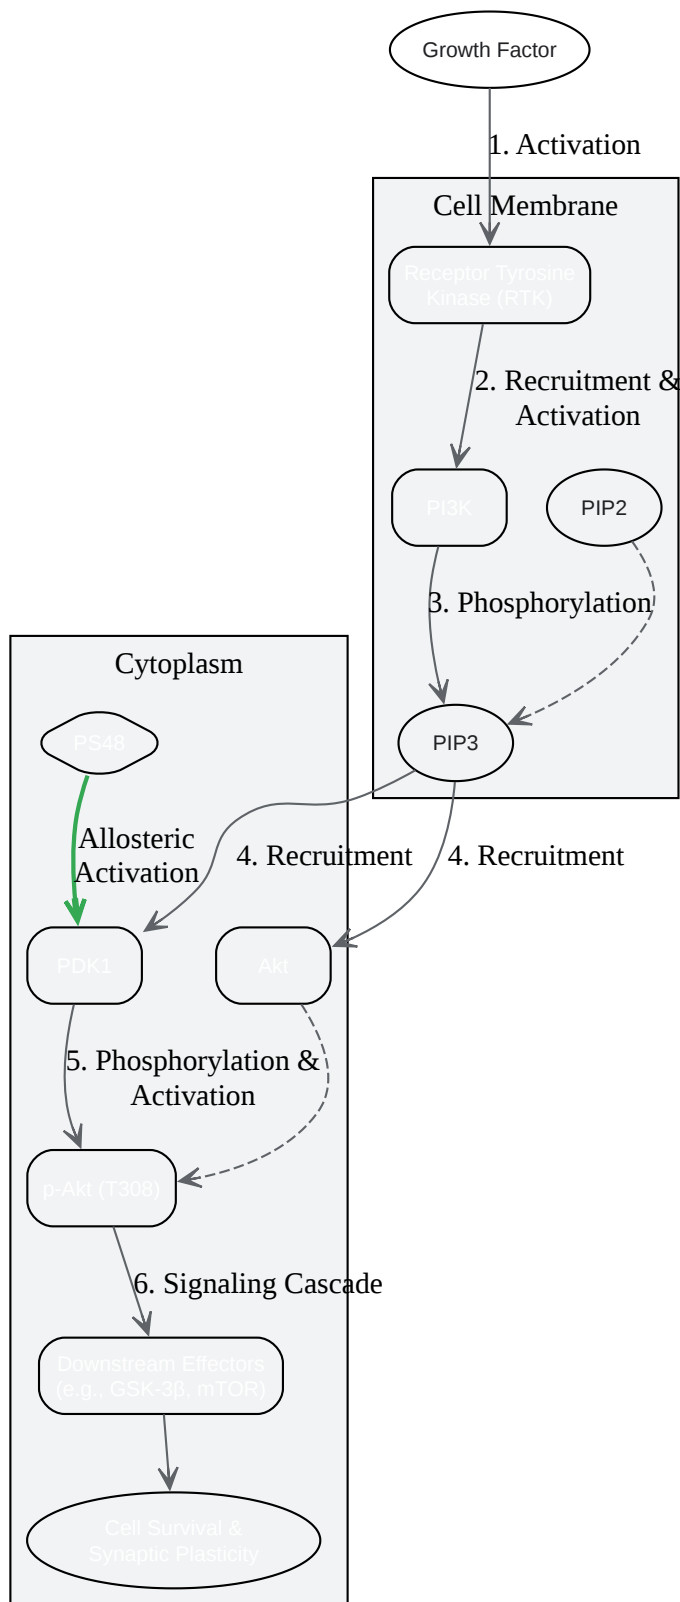 Growth Factor
1. Activation
Cell Membrane
Receptor Tyrosine
Kinase (RTK)
2. Recruitment &
Activation
PI3K
PIP2
3. Phosphorylation
Cytoplasm
PS48
PIP3
Allosteric
Activation
4. Recruitment
4. Recruitment
PDK1
Akt
5. Phosphorylation &
Activation
p-Akt (T308)
6. Signaling Cascade
Downstream Effectors
(e.g., GSK-3β, mTOR)
Cell Survival &
Synaptic Plasticity